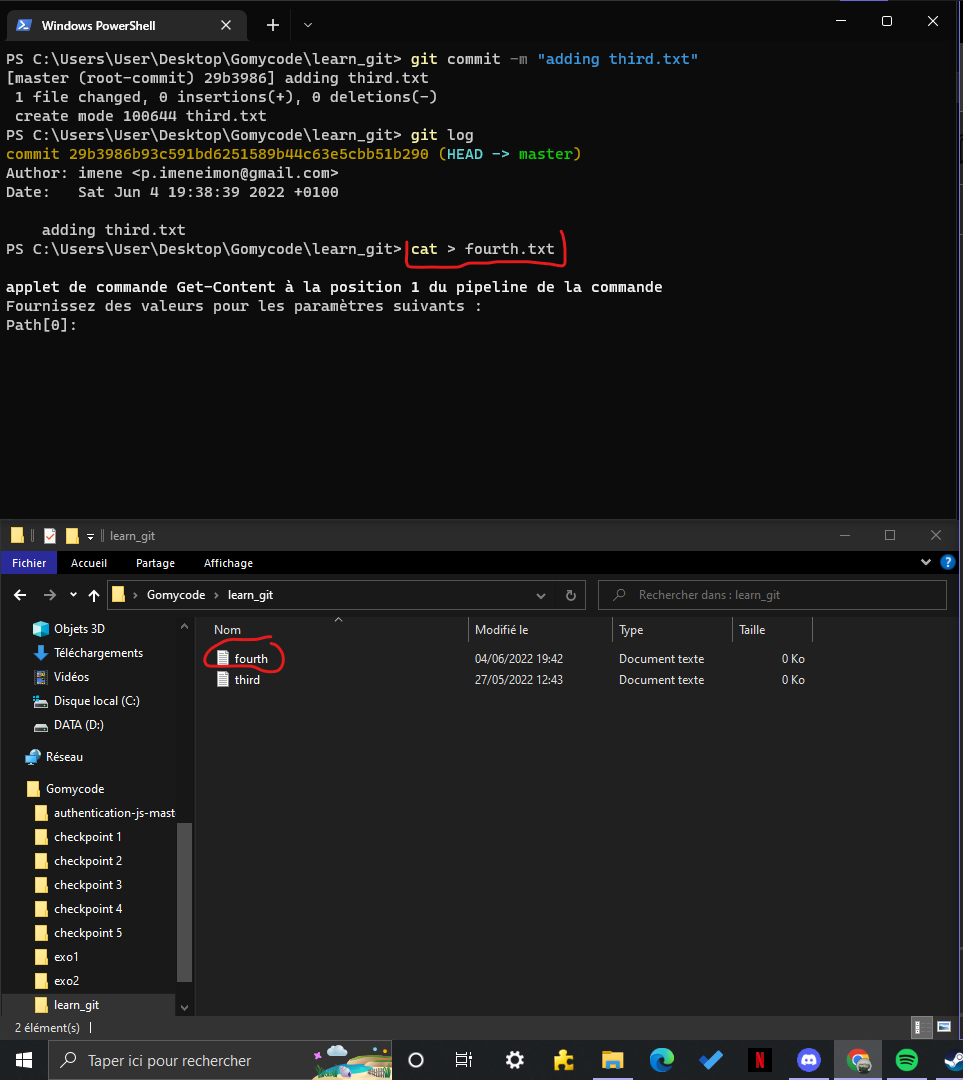 Windows PowerShell
PS C:\Users\User\Desktop\Gomycode\learn_git> git commit -m "adding third.txt"
[master (root-commit) 29b3986] adding third.txt
 1 file changed, 0 insertions(+), 0 deletions(-)
 create mode 100644 third.txt
PS C:\Users\User\Desktop\Gomycode\learn_git> git log
commit 29b3986b93c591bd6251589b44c63e5cbb51b290 (HEAD -> master)
Author: imene <p.imeneimon@gmail.com>
Date:   Sat Jun 4 19:38:39 2022 +0100
    adding third.txt
PS C:\Users\User\Desktop\Gomycode\learn_git> cat > fourth.txt
applet de commande Get-Content à la position 1 du pipeline de la commande
Fournissez des valeurs pour les paramètres suivants :
Path[0]:
learn_git
Fichier Accueil Partage Affichage
Gomycode > learn_git Rechercher dans : learn_git
Nom Modifié le Type Taille
fourth 04/06/2022 19:42 Document texte 0 Ko
third 27/05/2022 12:43 Document texte 0 Ko
Objets 3D
Téléchargements
Vidéos
Disque local (C:)
DATA (D:)
Réseau
Gomycode
authentication-js-mast
checkpoint 1
checkpoint 2
checkpoint 3
checkpoint 4
checkpoint 5
exo1
exo2
learn_git
2 élément(s)
Taper ici pour rechercher